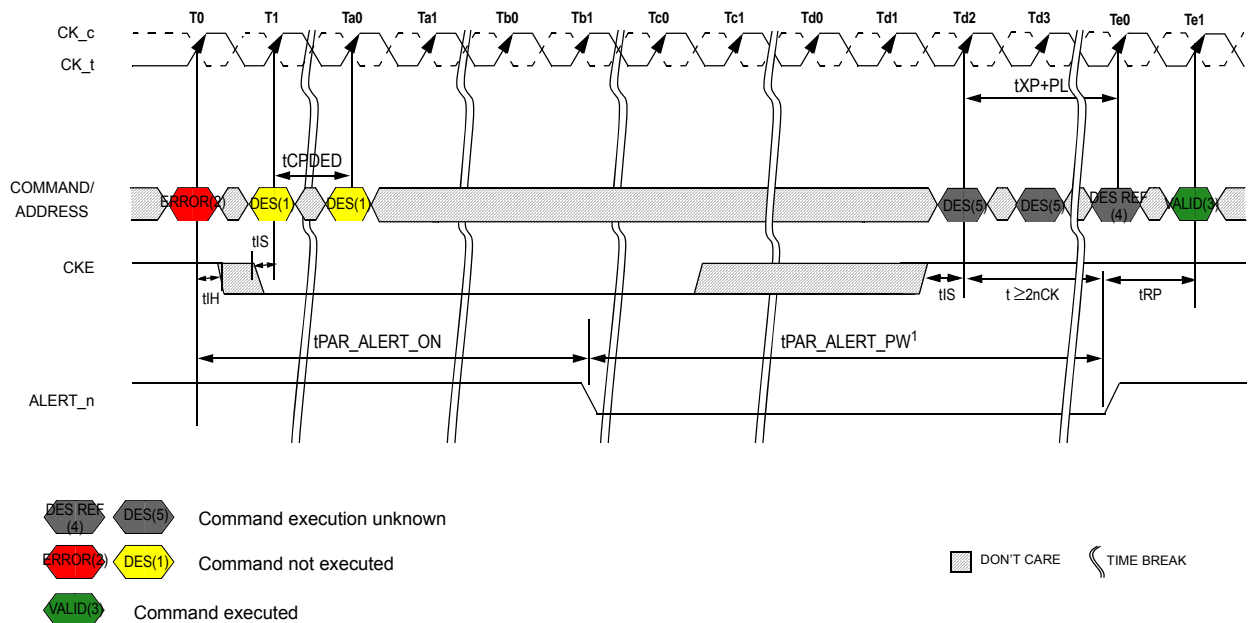 T0 T1 Ta0 Ta1 Tb0 Tb1 Tc0 Tc1 Td0 Td1 Td2 Td3 Te0 Te1
CK_c
CK_t
tXP+PL
tCPDED
COMMAND/
ADDRESS
ERROR(2) DES(1 DES(1 DES(5) DES(5) DES REF
(4) VALID(3)
tIS
CKE
tIH
tIS t ≥2nCK tRP
tPAR_ALERT_ON tPAR_ALERT_PW1
ALERT_n
DES REF
(4) DES(5) Command execution unknown
ERROR(2) DES(1) Command not executed
DON'T CARE TIME BREAK
VALID(3) Command executed